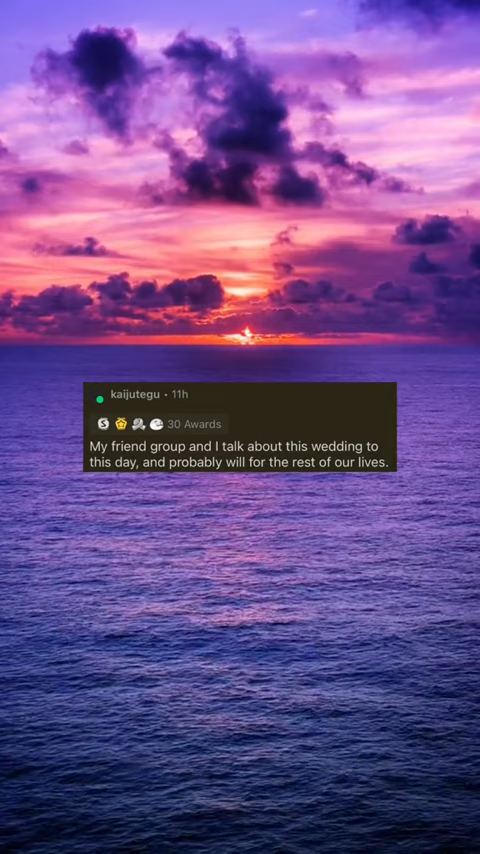 kaijutegu • 11h
30 Awards
My friend group and I talk about this wedding to
this day, and probably will for the rest of our lives.